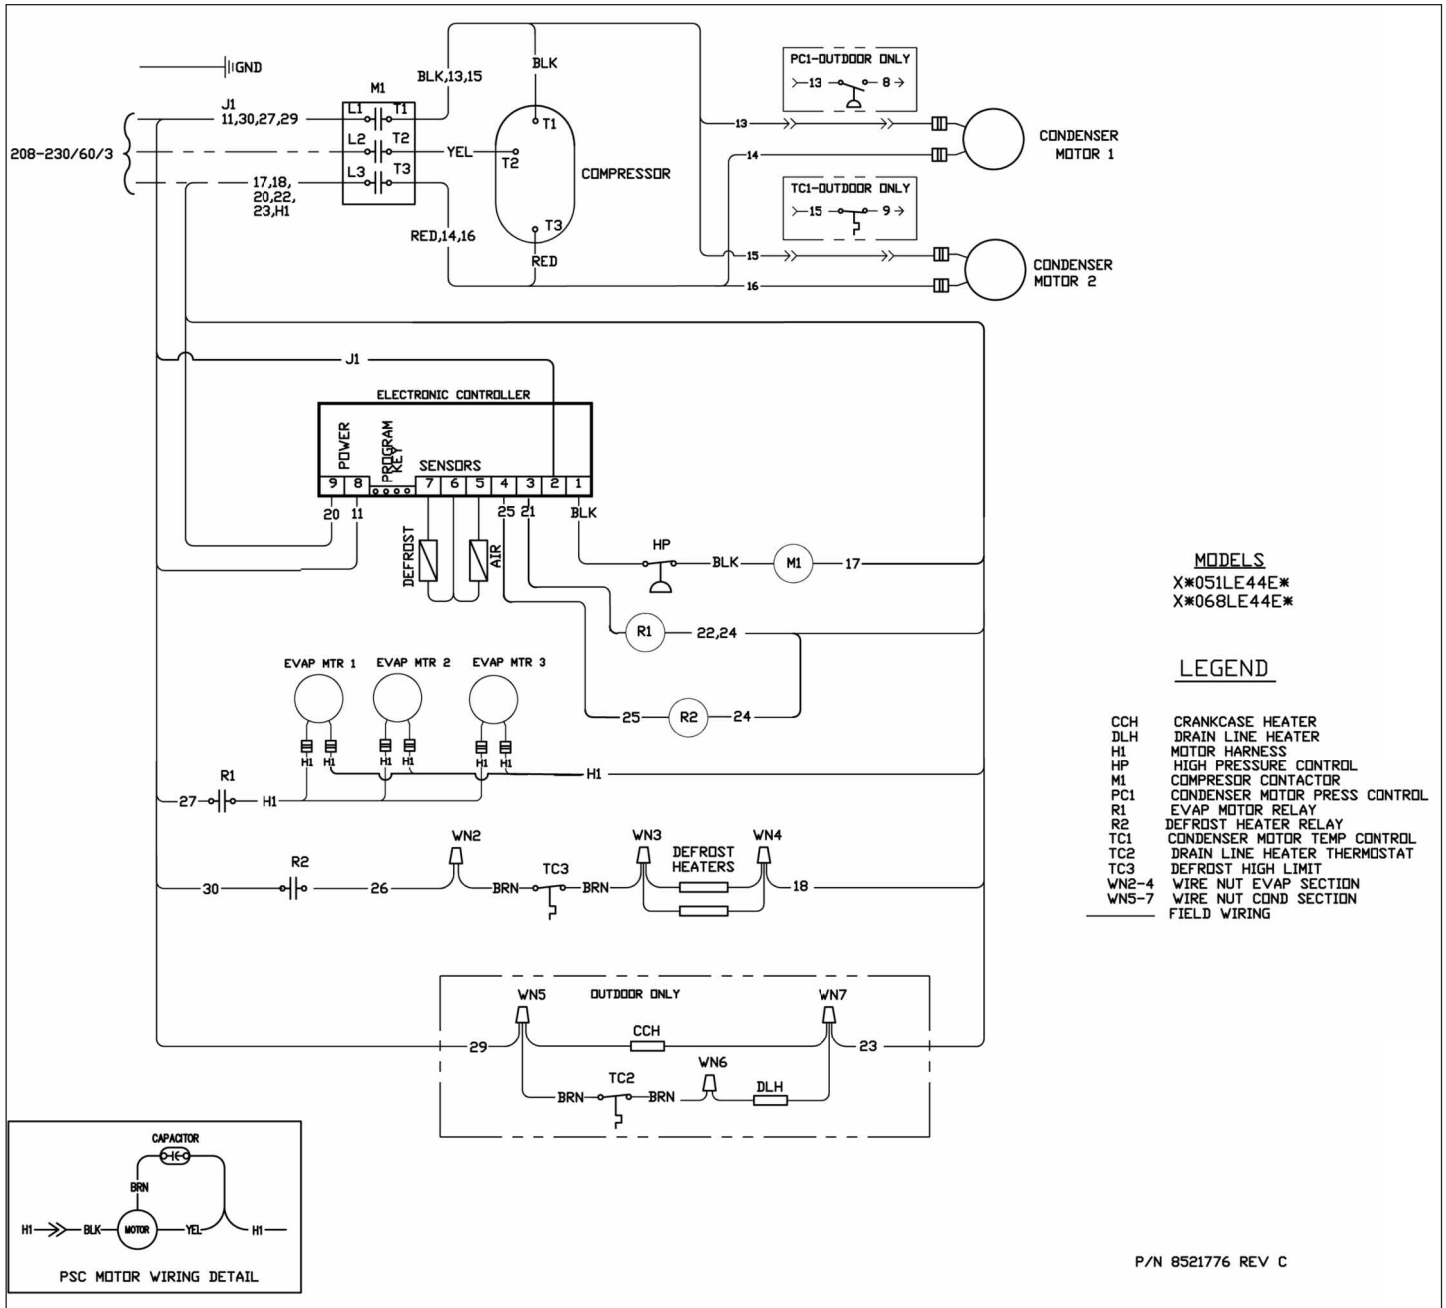 GND
J1
11,30,27,29
208-230/60/3
17,18,
20,22,
23,H1
M1
L1 T1
L2 T2
L3 T3
BLK,13,15
YEL
RED,14,16
BLK
T1
T2
T3
RED
COMPRESSOR
PC1-OUTDOOR ONLY
13 8
13
14
CONDENSER
MOTOR 1
TC1-OUTDOOR ONLY
15 9
15
16
CONDENSER
MOTOR 2
J1
ELECTRONIC CONTROLLER
POWER
PROGRAM
KEY
SENSORS
9 8 7 6 5 4 3 2 1
20 11 25 21 BLK
DEFROST
AIR
HP
BLK
M1
17
R1
22,24
25
R2
24
EVAP MTR 1 EVAP MTR 2 EVAP MTR 3
H1 H1 H1 H1 H1 H1
H1
R1
27
H1
R2
30
26
WN2
BRN
TC3
BRN
WN3
DEFROST
HEATERS
WN4
18
OUTDOOR ONLY
WN5
WN7
29
CCH
23
BRN
TC2
BRN
WN6
DLH
MODELS
X*051LE44E*
X*068LE44E*
LEGEND
CCH CRANKCASE HEATER
DLH DRAIN LINE HEATER
H1 MOTOR HARNESS
HP HIGH PRESSURE CONTROL
M1 COMPRESOR CONTACTOR
PC1 CONDENSER MOTOR PRESS CONTROL
R1 EVAP MOTOR RELAY
R2 DEFROST HEATER RELAY
TC1 CONDENSER MOTOR TEMP CONTROL
TC2 DRAIN LINE HEATER THERMOSTAT
TC3 DEFROST HIGH LIMIT
WN2-4 WIRE NUT EVAP SECTION
WN5-7 WIRE NUT COND SECTION
FIELD WIRING
CAPACITOR
BRN
H1
BLK
MOTOR
YEL
H1
PSC MOTOR WIRING DETAIL
P/N 8521776 REV C